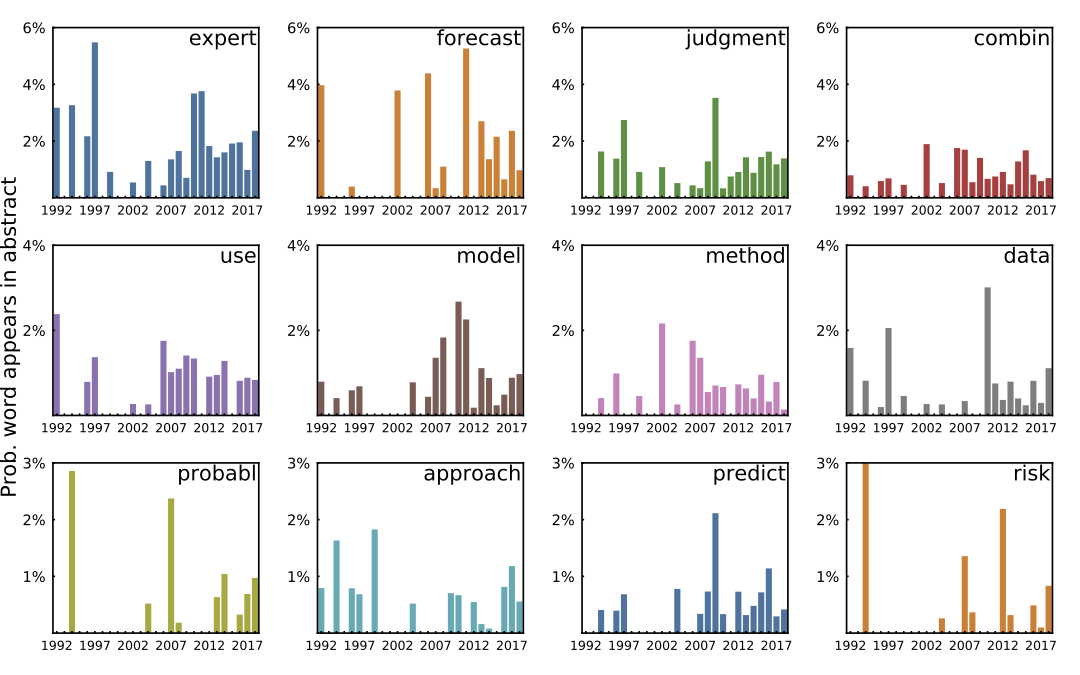 Prob. word appears in abstract
6% expert
4%
2%
1992 1997 2002 2007 2012 2017
6% forecast
4%
2%
1992 1997 2002 2007 2012 2017
6% judgment
4%
2%
1992 1997 2002 2007 2012 2017
6% combin
4%
2%
1992 1997 2002 2007 2012 2017
4% use
2%
1992 1997 2002 2007 2012 2017
4% model
2%
1992 1997 2002 2007 2012 2017
4% method
2%
1992 1997 2002 2007 2012 2017
4% data
2%
1992 1997 2002 2007 2012 2017
3% probabl
2%
1%
1992 1997 2002 2007 2012 2017
3% approach
2%
1%
1992 1997 2002 2007 2012 2017
3% predict
2%
1%
1992 1997 2002 2007 2012 2017
3% risk
2%
1%
1992 1997 2002 2007 2012 2017